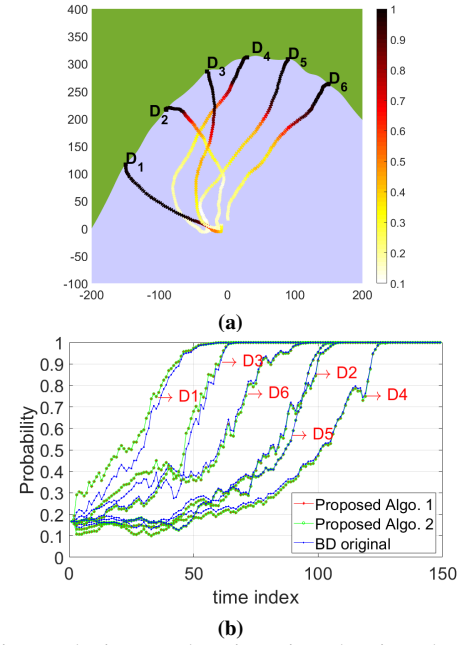 400
350
300
250
200
150
100
50
0
-50
-100
-200 -100 0 100 200
D1
D2
D3
D4
D5
D6
1
0.9
0.8
0.7
0.6
0.5
0.4
0.3
0.2
0.1
(a)
Probability
1
0.9
0.8
0.7
0.6
0.5
0.4
0.3
0.2
0.1
0
D1
D3
D6
D2
D5
D4
Proposed Algo. 1
Proposed Algo. 2
BD original
0 50 100 150
time index
(b)